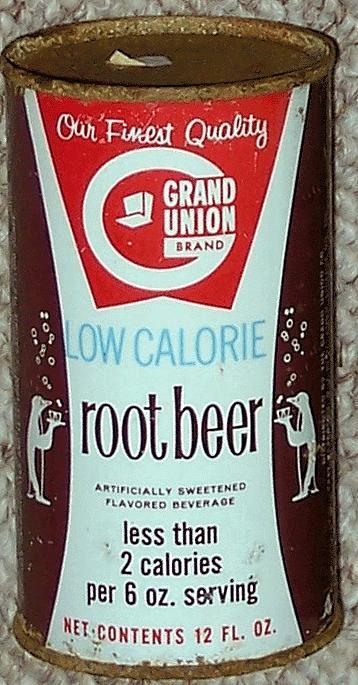 Our Finest Quality
GRAND
UNION
BRAND
LOW CALORIE
root beer
ARTIFICIALLY SWEETENED
FLAVORED BEVERAGE
less than
2 calories
per 6 oz. serving
NET CONTENTS 12 FL. OZ.